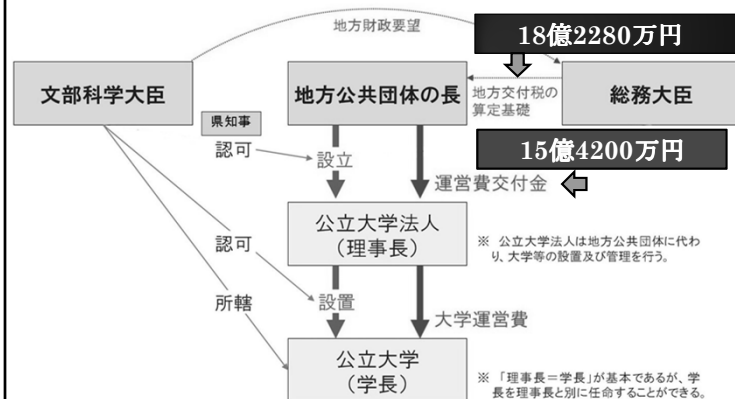 地方財政要望
18億2280万円
文部科学大臣
地方公共団体の長
地方交付税の
算定基礎
総務大臣
県知事
認可
設立
15億4200万円
運営費交付金
公立大学法人
（理事長）
※ 公立大学法人は地方公共団体に代わ
り、大学等の設置及び管理を行う。
認可
所轄
設置
大学運営費
公立大学
（学長）
※ 「理事長＝学長」が基本であるが、学
長を理事長と別に任命することができる。